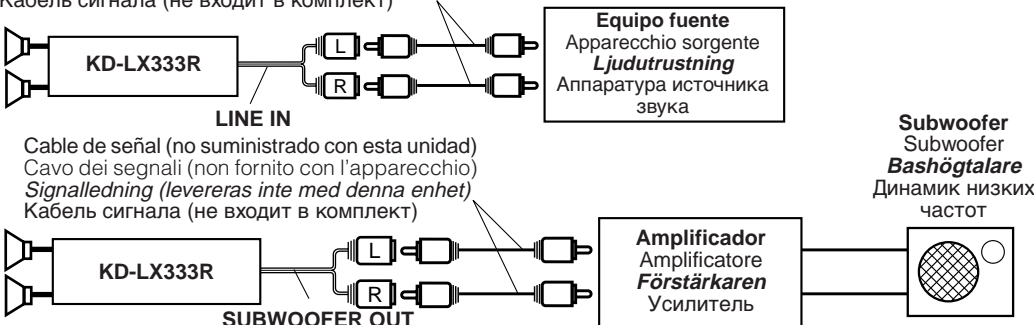 Кабель сигнала (не входит в комплект)
KD-LX333R
L
R
LINE IN
Equipo fuente
Apparecchio sorgente
Ljudutrustning
Аппаратура источника
звука
Cable de señal (no suministrado con esta unidad)
Cavo dei segnali (non fornito con l'apparecchio)
Signalledning (levereras inte med denna enhet)
Кабель сигнала (не входит в комплект)
KD-LX333R
L
R
SUBWOOFER OUT
Amplificador
Amplificatore
Förstärkaren
Усилитель
Subwoofer
Subwoofer
Bashögtalare
Динамик низких
частот